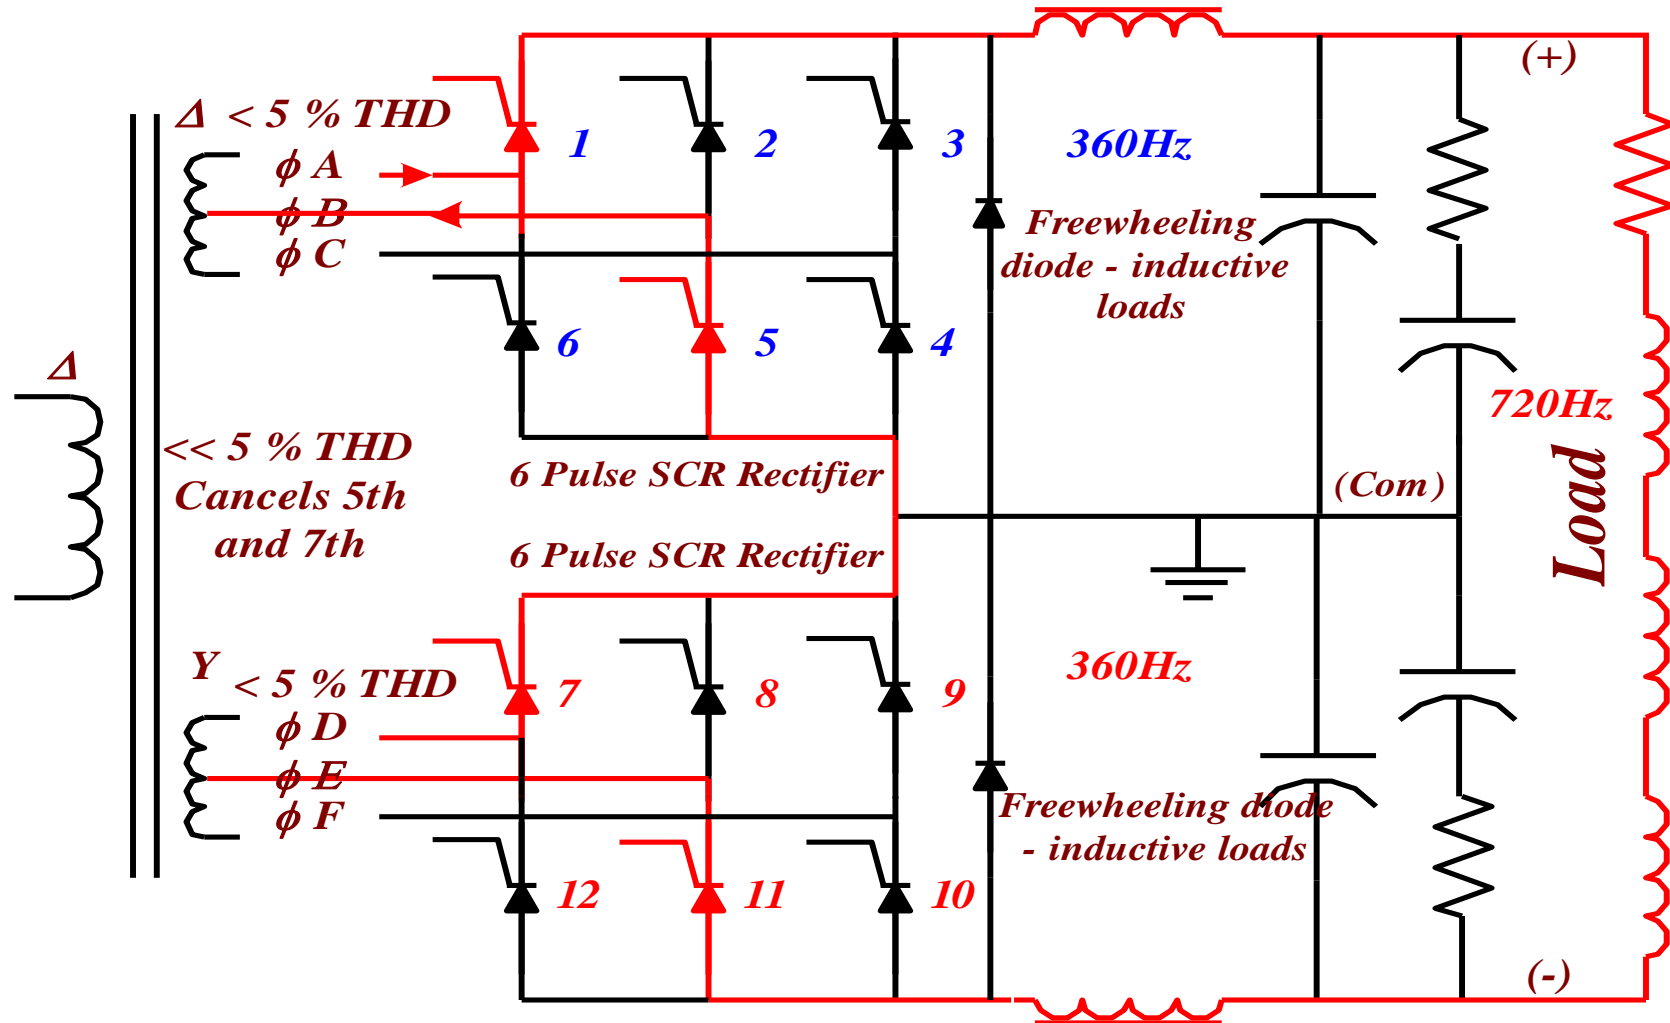 (+)
Δ < 5 % THD
1
2
3
360Hz
ϕ A
ϕ B
ϕ C
Freewheeling
diode - inductive
loads
6
5
4
Δ
720Hz
<< 5 % THD
Cancels 5th
and 7th
6 Pulse SCR Rectifier
(Com)
Load
6 Pulse SCR Rectifier
Y
< 5 % THD
7
8
9
360Hz
ϕ D
ϕ E
ϕ F
Freewheeling diode
- inductive loads
12
11
10
(-)